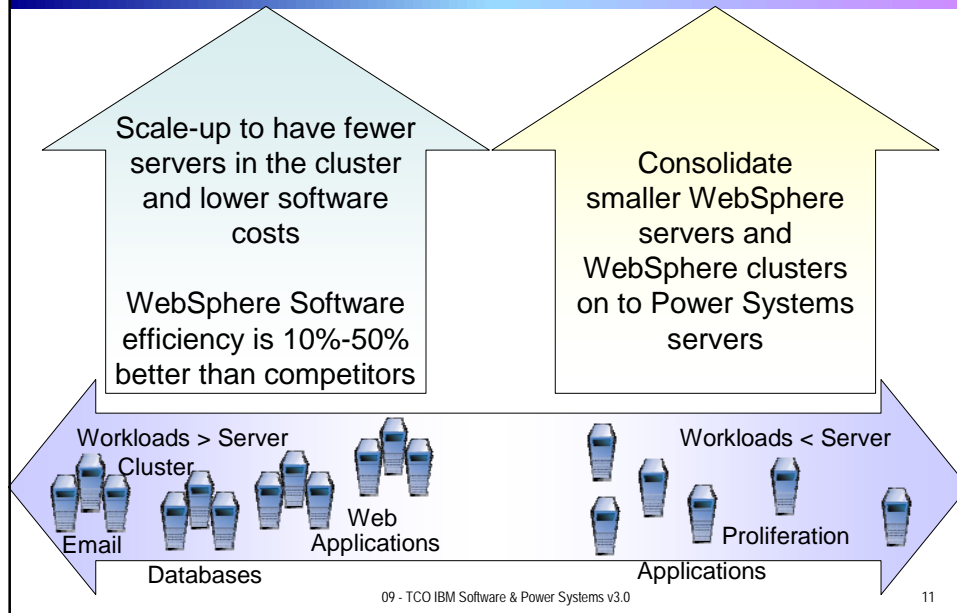 Scale-up to have fewer
servers in the cluster
and lower software
costs
WebSphere Software
efficiency is 10%-50%
better than competitors
Consolidate
smaller WebSphere
servers and
WebSphere clusters
on to Power Systems
servers
Workloads > Server
Cluster
Email
Databases
Web
Applications
Workloads < Server
Proliferation
Applications
09 - TCO IBM Software & Power Systems v3.0
11